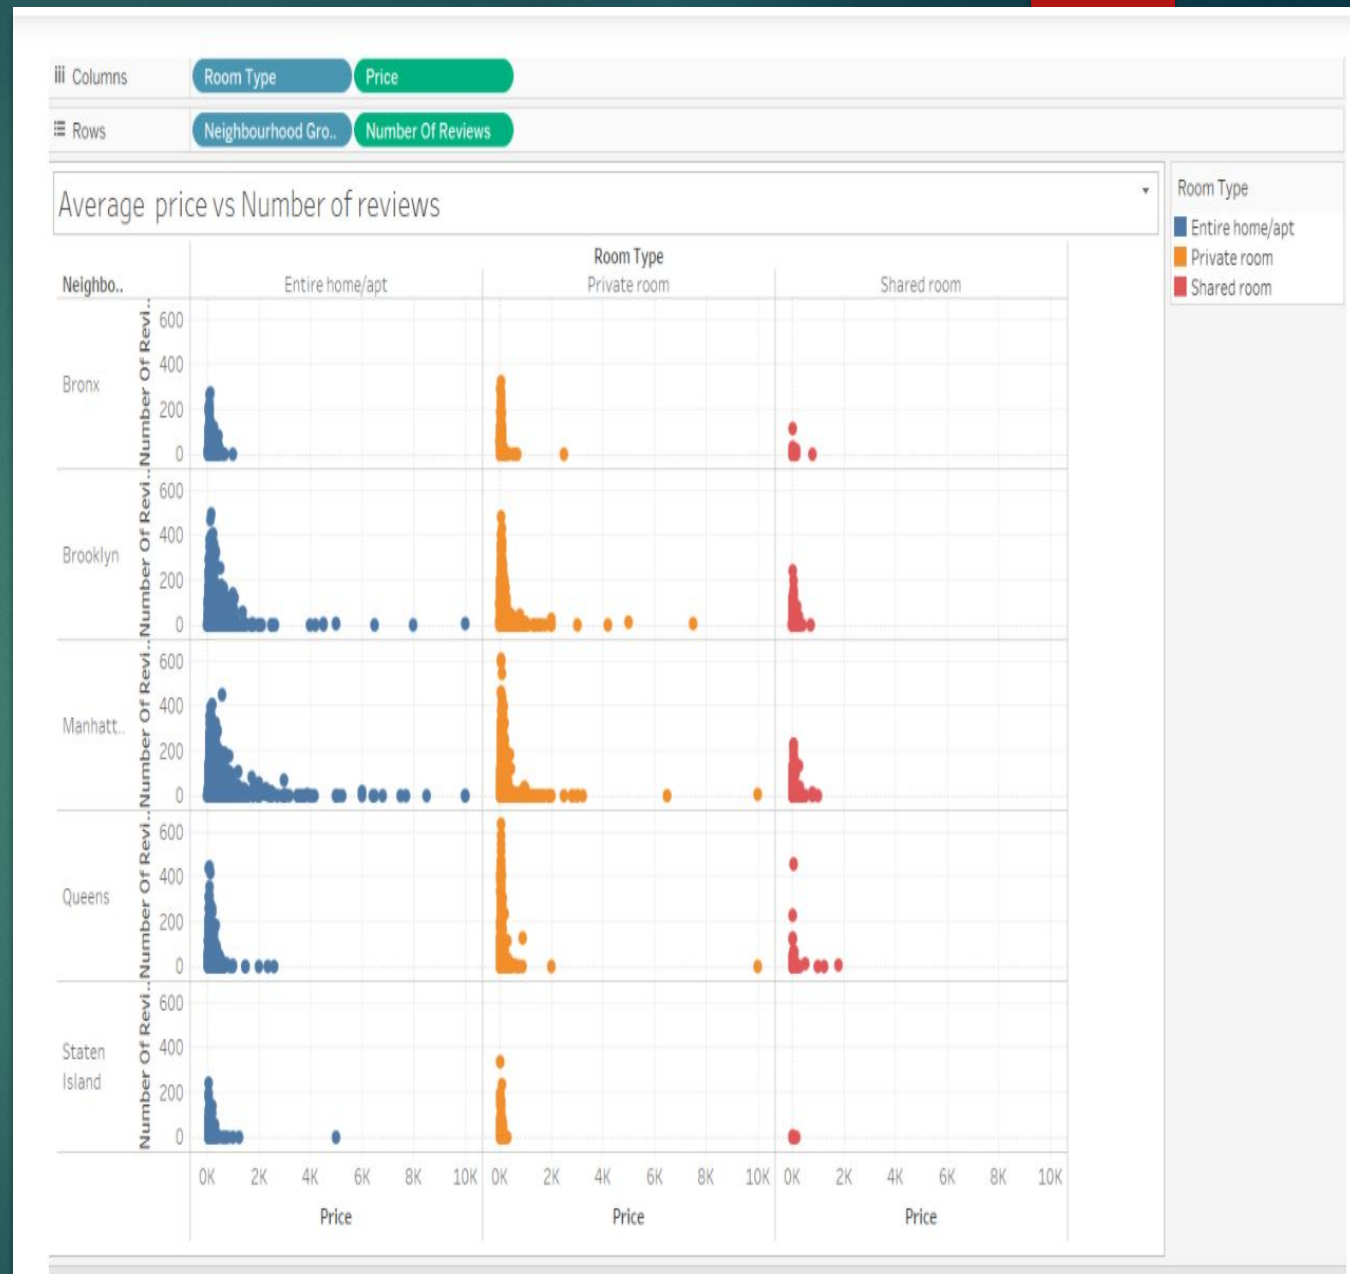 Columns Room Type Price
Rows Neighbourhood Gro.. Number Of Reviews
Average price vs Number of reviews
Room Type
Entire home/apt
Private room
Shared room
Room Type
Neighbo.. Entire home/apt Private room Shared room
Bronx
Number Of Revi..
600
400
200
0
Brooklyn
Number Of Revi..
600
400
200
0
Manhatt..
Number Of Revi..
600
400
200
0
Queens
Number Of Revi..
600
400
200
0
Staten
Island
Number Of Revi..
600
400
200
0
0K 2K 4K 6K 8K 10K 0K 2K 4K 6K 8K 10K 0K 2K 4K 6K 8K 10K
Price Price Price